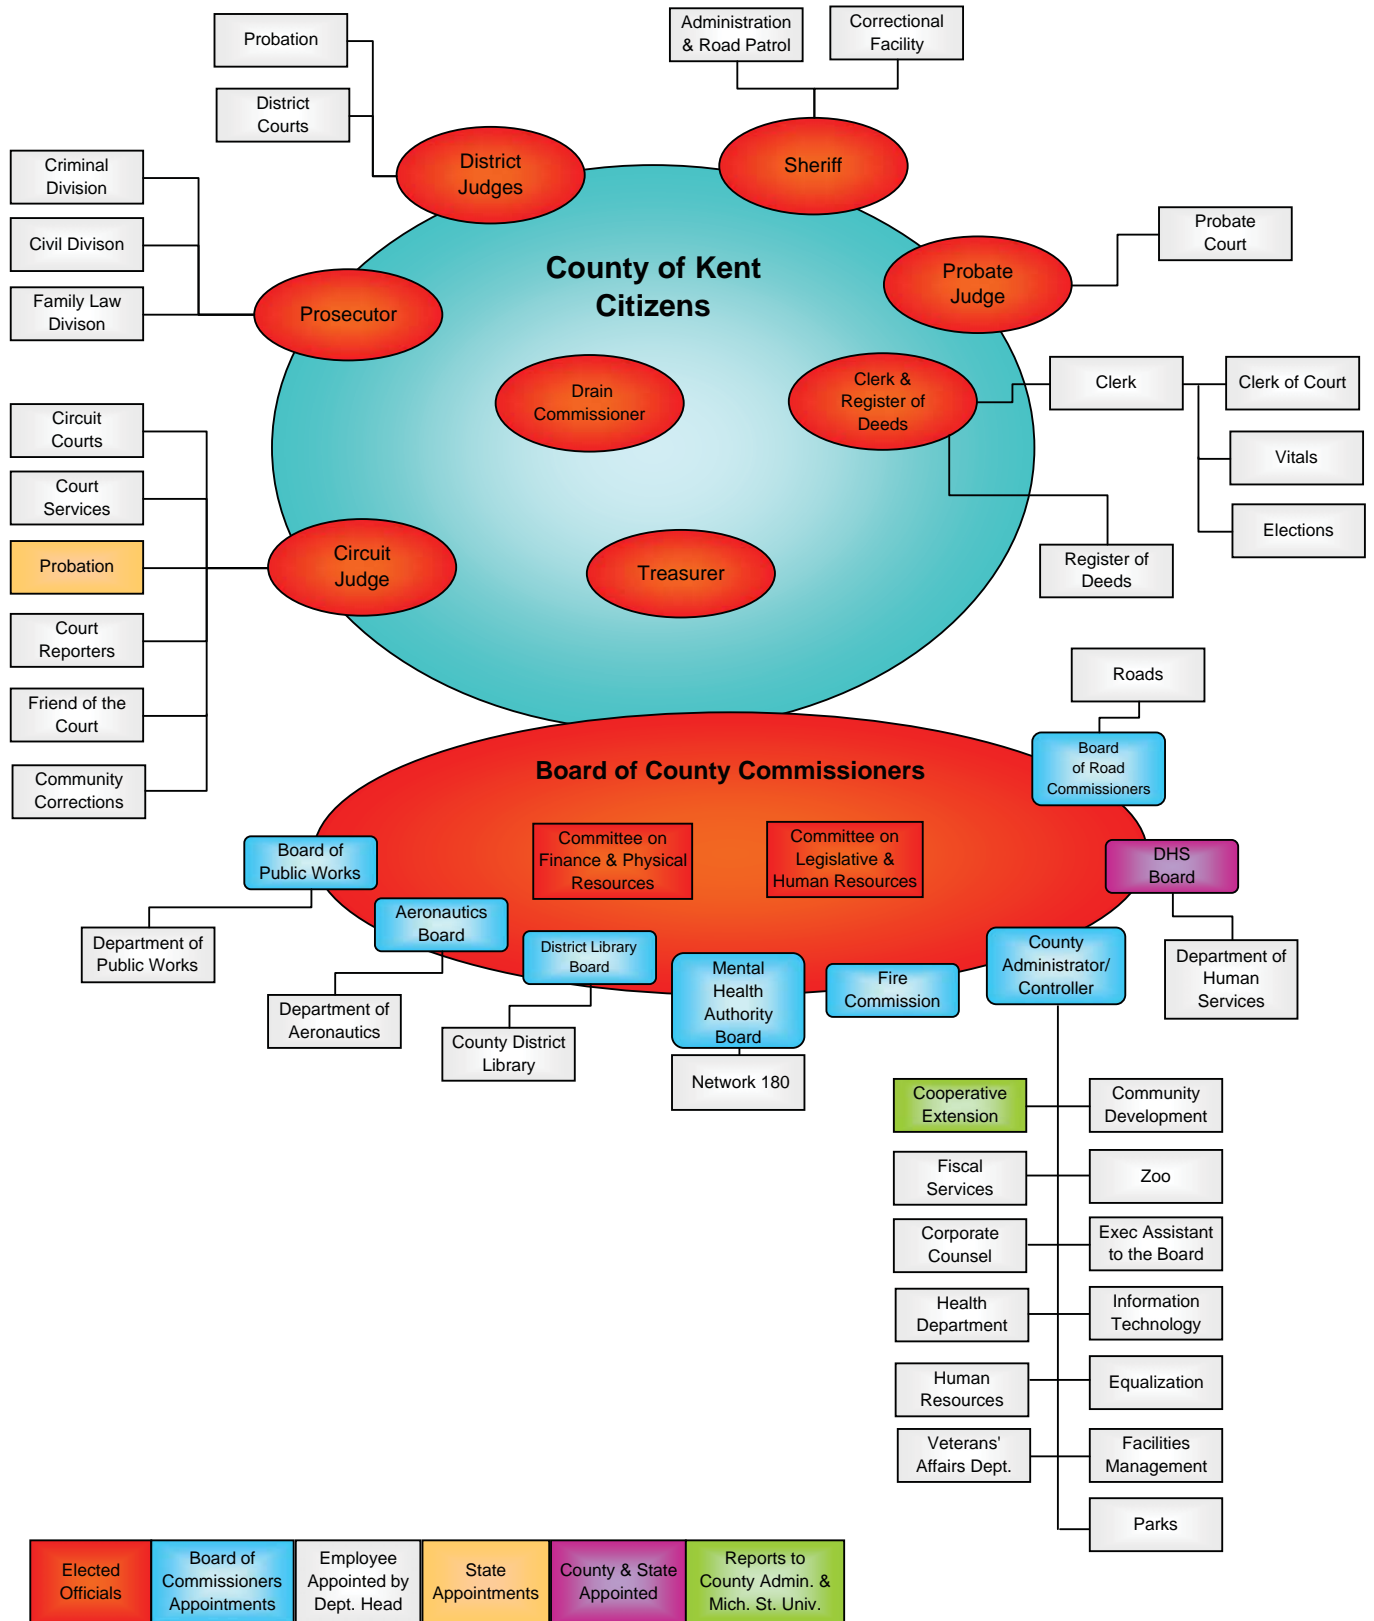 Probation
District
Courts
Administration
& Road Patrol
Correctional
Facility
District
Judges
Sheriff
Criminal
Division
Civil Divison
Family Law
Divison
Prosecutor
County of Kent
Citizens
Probate
Judge
Probate
Court
Drain
Commissioner
Clerk &
Register of
Deeds
Clerk
Clerk of Court
Vitals
Elections
Register of
Deeds
Circuit
Courts
Court
Services
Probation
Court
Reporters
Friend of the
Court
Community
Corrections
Circuit
Judge
Treasurer
Roads
Board
of Road
Commissioners
Board of County Commissioners
Committee on
Finance & Physical
Resources
Committee on
Legislative &
Human Resources
DHS
Board
Department of
Human
Services
Board of
Public Works
Department of
Public Works
Aeronautics
Board
Department of
Aeronautics
District Library
Board
County District
Library
Mental
Health
Authority
Board
Network 180
Fire
Commission
County
Administrator/
Controller
Cooperative
Extension
Community
Development
Fiscal
Services
Zoo
Corporate
Counsel
Exec Assistant
to the Board
Health
Department
Information
Technology
Human
Resources
Equalization
Veterans'
Affairs Dept.
Facilities
Management
Parks
Elected
Officials
Board of
Commissioners
Appointments
Employee
Appointed by
Dept. Head
State
Appointments
County & State
Appointed
Reports to
County Admin. &
Mich. St. Univ.